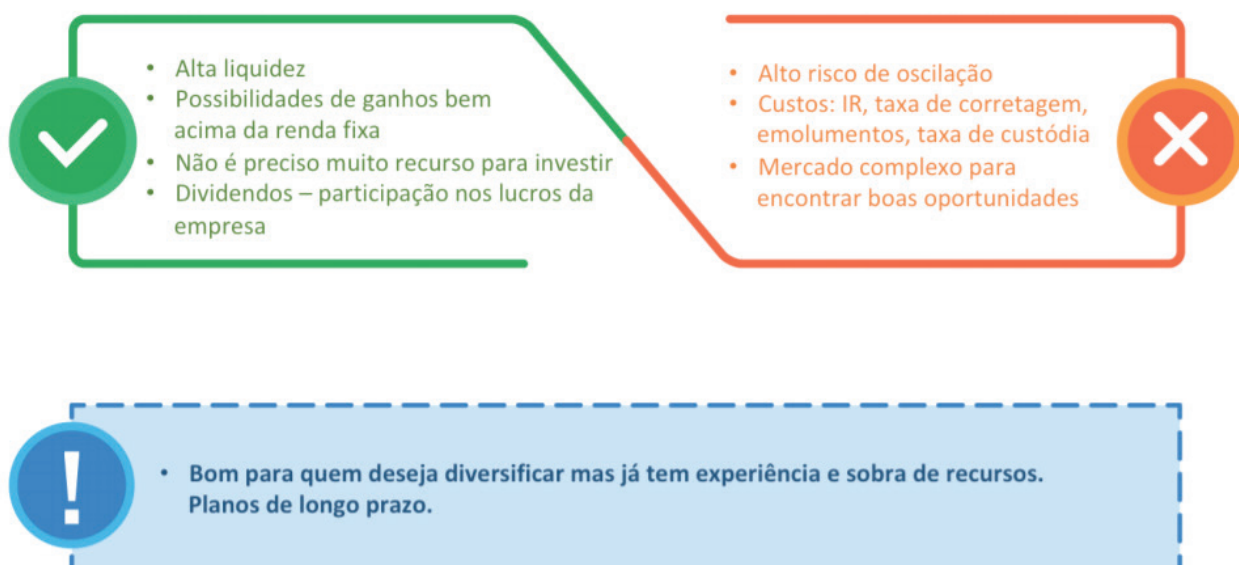 • Alta liquidez
• Possibilidades de ganhos bem
acima da renda fixa
• Não é preciso muito recurso para investir
• Dividendos – participação nos lucros da
empresa
• Alto risco de oscilação
• Custos: IR, taxa de corretagem,
emolumentos, taxa de custódia
• Mercado complexo para
encontrar boas oportunidades
!
• Bom para quem deseja diversificar mas já tem experiência e sobra de recursos.
Planos de longo prazo.